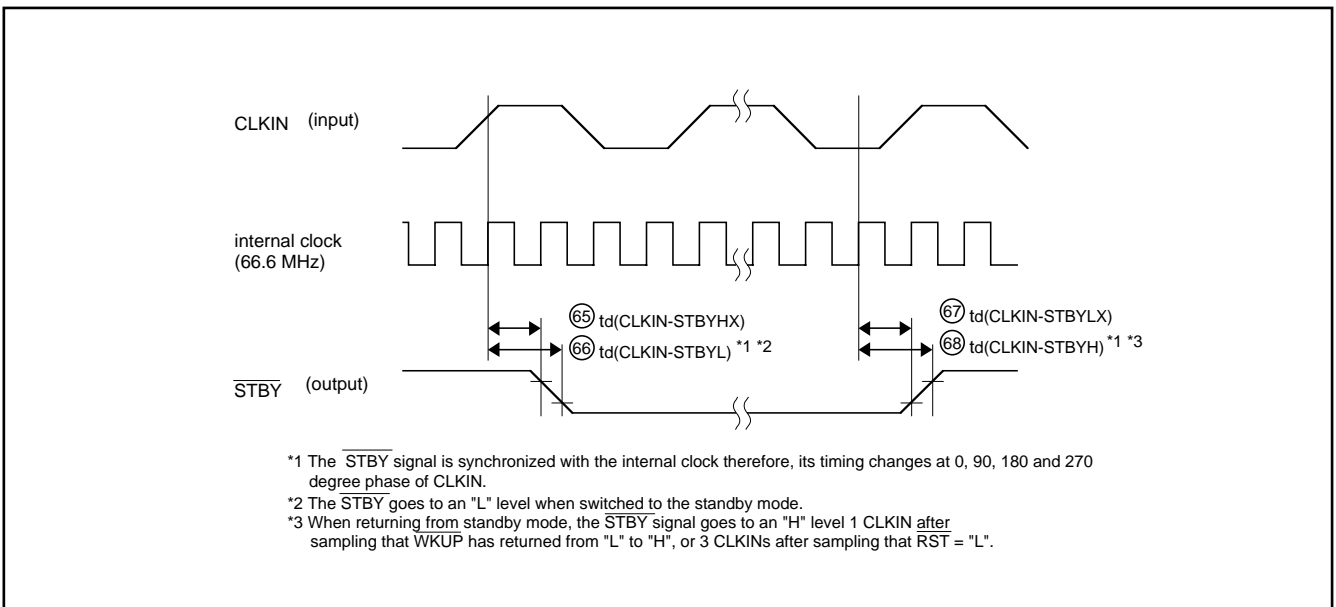 CLKIN (input)
internal clock
(66.6 MHz)
65 td(CLKIN-STBYHX)
66 td(CLKIN-STBYL) *1 *2
67 td(CLKIN-STBYLX)
68 td(CLKIN-STBYH) *1 *3
STBY (output)
*1 The STBY signal is synchronized with the internal clock therefore, its timing changes at 0, 90, 180 and 270
degree phase of CLKIN.
*2 The STBY goes to an "L" level when switched to the standby mode.
*3 When returning from standby mode, the STBY signal goes to an "H" level 1 CLKIN after
sampling that WKUP has returned from "L" to "H", or 3 CLKINs after sampling that RST = "L".